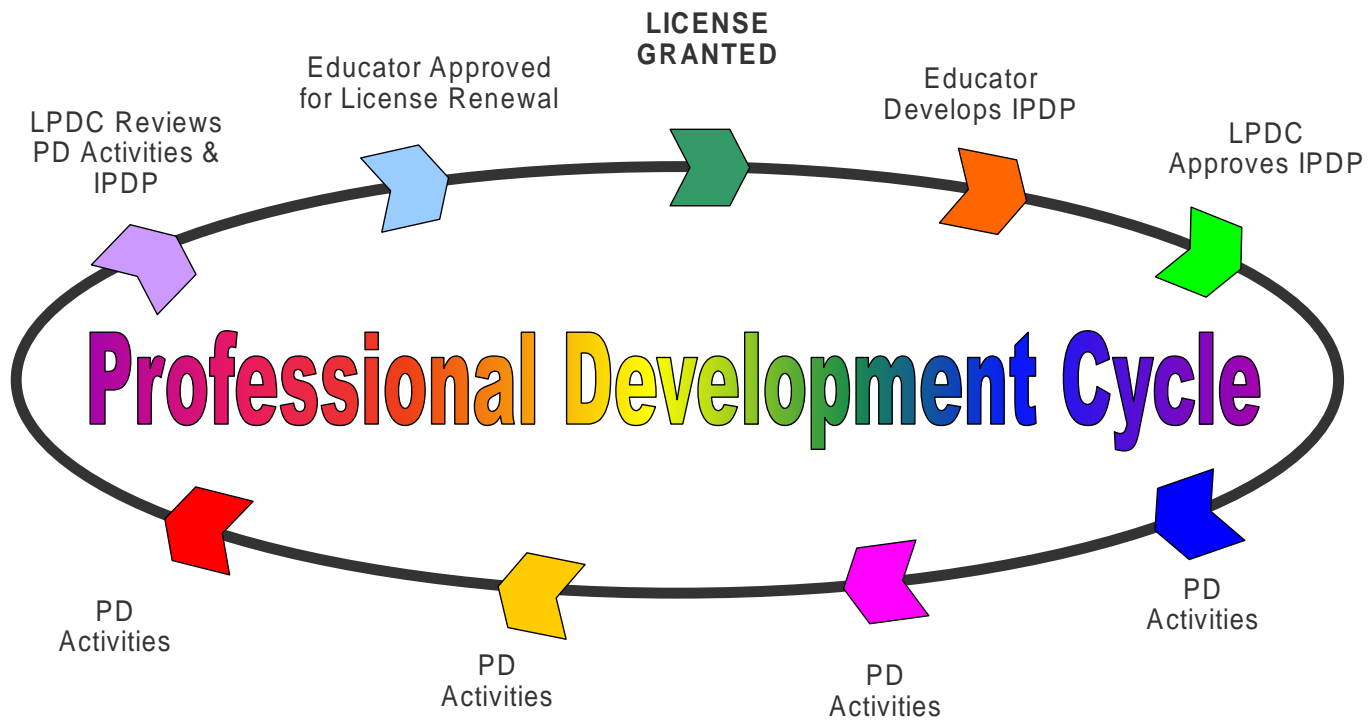 LICENSE
GRANTED
Educator Approved
for License Renewal
Educator
Develops IPDP
LPDC Reviews
PD Activities &
IPDP
LPDC
Approves IPDP
Professional Development Cycle
PD
Activities
PD
Activities
PD
Activities
PD
Activities